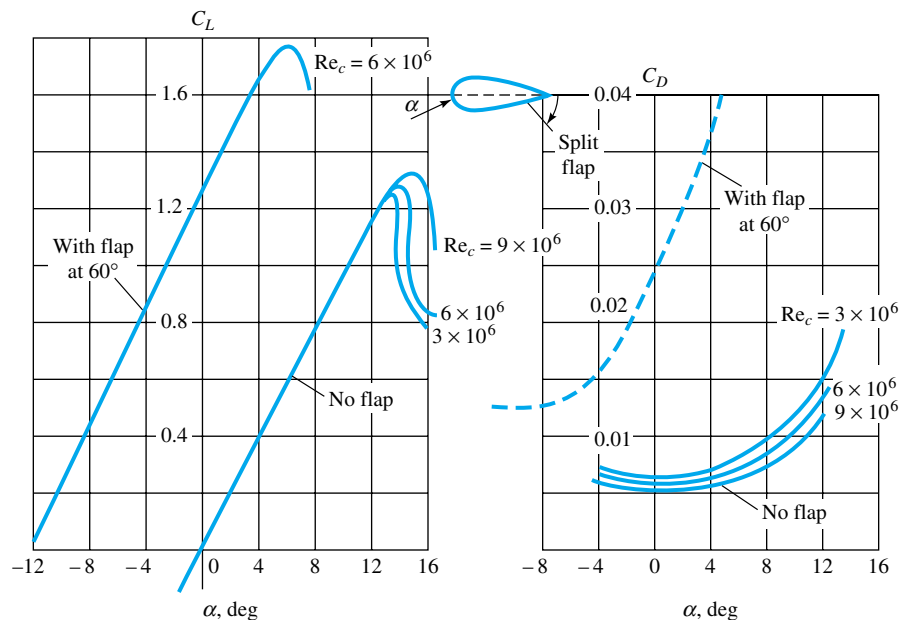 C_L
Re_c = 6 × 10^6
1.6
1.2
0.8
0.4
With flap
at 60°
No flap
Re_c = 9 × 10^6
6 × 10^6
3 × 10^6
−12
−8
−4
0
4
8
12
16
α, deg
α
Split
flap
C_D
0.04
0.03
0.02
0.01
With flap
at 60°
Re_c = 3 × 10^6
6 × 10^6
9 × 10^6
No flap
−8
−4
0
4
8
12
16
α, deg